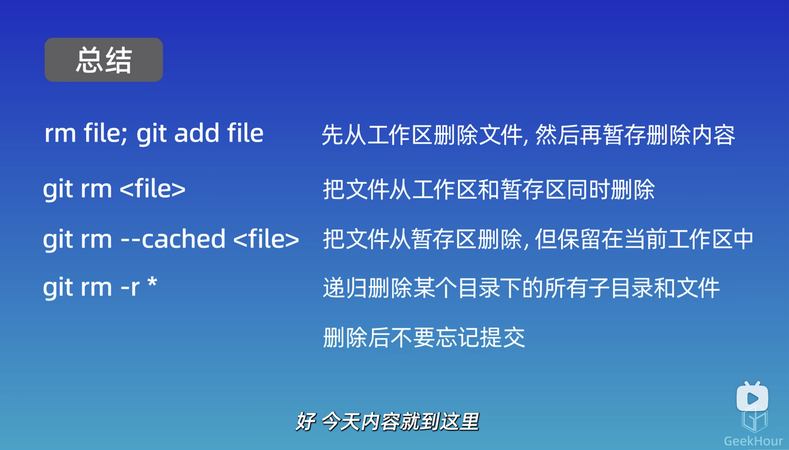 总结
rm file; git add file 先从工作区删除文件, 然后再暂存删除内容
git rm <file> 把文件从工作区和暂存区同时删除
git rm --cached <file> 把文件从暂存区删除, 但保留在当前工作区中
git rm -r * 递归删除某个目录下的所有子目录和文件
删除后不要忘记提交
好 今天内容就到这里
GeekHour